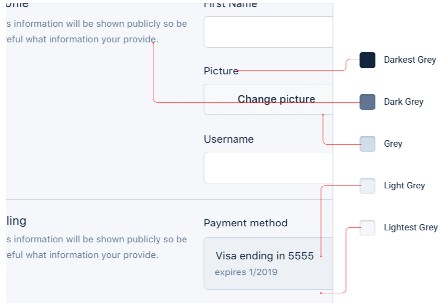 First Name
s information will be shown publicly so be
eful what information your provide.
Picture
Change picture
Username
ling
s information will be shown publicly so be
eful what information your provide.
Payment method
Visa ending in 5555
expires 1/2019
Darkest Grey
Dark Grey
Grey
Light Grey
Lightest Grey